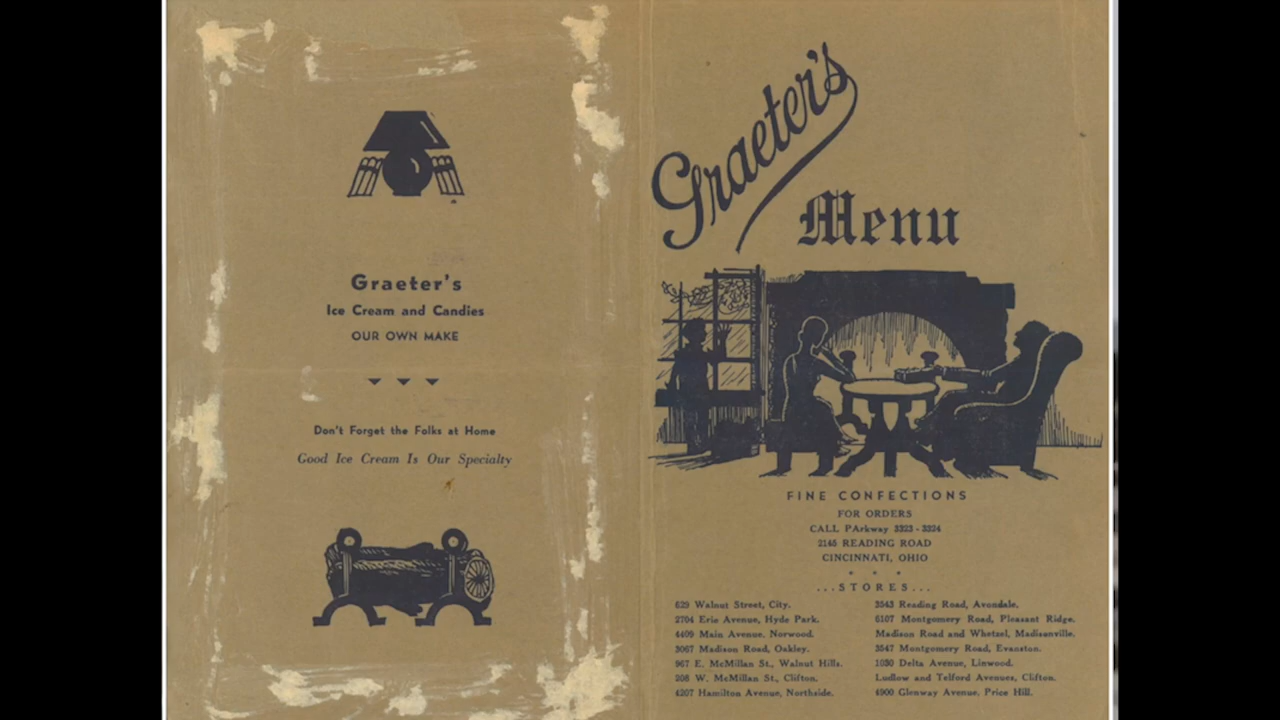 Graeter's
Ice Cream and Candies
OUR OWN MAKE
Don't Forget the Folks at Home
Good Ice Cream Is Our Specialty
Graeter's
Menu
FINE CONFECTIONS
FOR ORDERS
CALL PArkway 3323 - 3324
2145 READING ROAD
CINCINNATI, OHIO
...STORES...
629 Walnut Street, City.
2704 Erie Avenue, Hyde Park.
4409 Main Avenue. Norwood.
3067 Madison Road, Oakley.
967 E. McMillan St., Walnut Hills.
208 W. McMillan St., Clifton.
4207 Hamilton Avenue, Northside.
3543 Reading Road, Avondale.
6107 Montgomery Road, Pleasant Ridge.
Madison Road and Whetzel, Madisonville.
3547 Montgomery Road, Evanston.
1030 Delta Avenue, Linwood.
Ludlow and Telford Avenues, Clifton.
4900 Glenway Avenue. Price Hill.